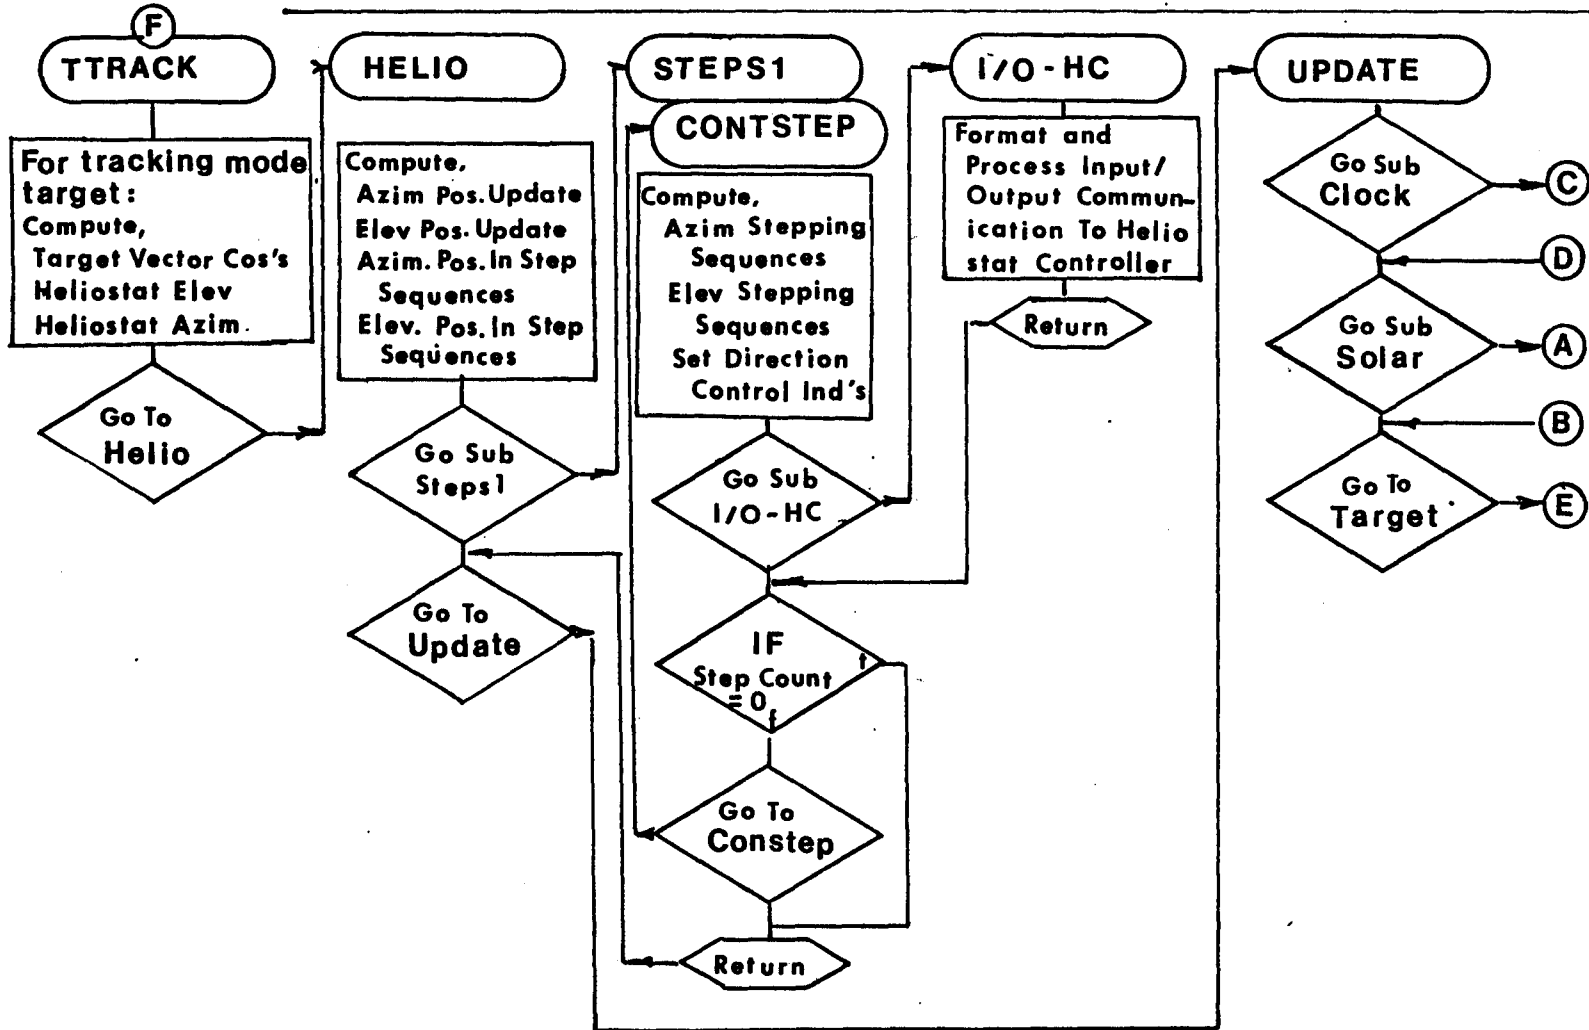 F
TTRACK
For tracking mode
target:
Compute,
Target Vector Cos's
Heliostat Elev
Heliostat Azim.
Go To
Helio
HELIO
Compute,
Azim Pos. Update
Elev Pos. Update
Azim. Pos. In Step
Sequences
Elev. Pos. In Step
Sequences
Go Sub
Steps1
Go To
Update
STEPS1
CONTSTEP
Compute,
Azim Stepping
Sequences
Elev Stepping
Sequences
Set Direction
Control Ind's
Go Sub
I/O-HC
IF
t
Step Count
=0
f
Go To
Constep
Return
I/O-HC
Format and
Process Input/
Output Commun-
ication To Helio
stat Controller
Return
UPDATE
Go Sub
Clock
C
D
Go Sub
Solar
A
B
Go To
Target
E